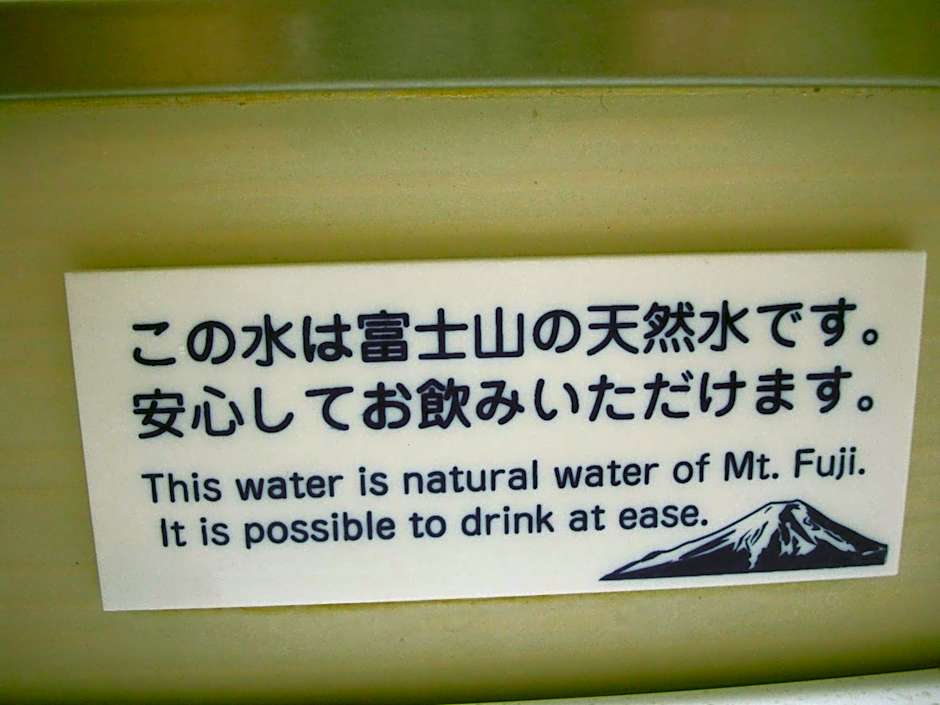 この水は富士山の天然水です。
安心してお飲みいただけます。
This water is natural water of Mt. Fuji.
It is possible to drink at ease.